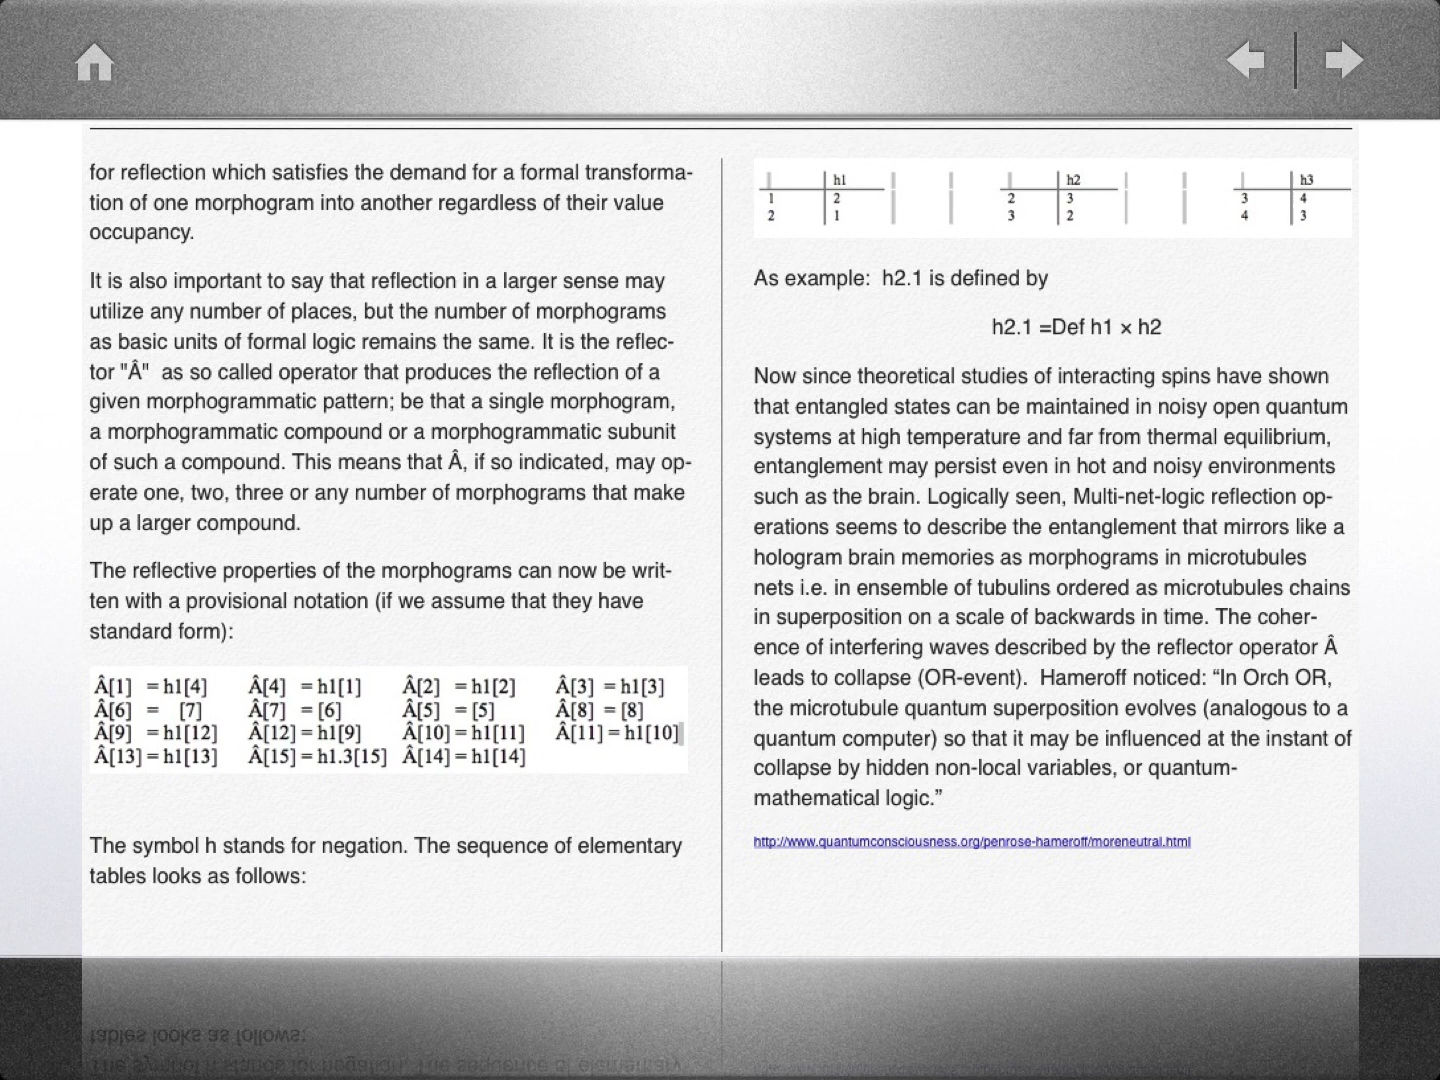 for reflection which satisfies the demand for a formal transforma-
tion of one morphogram into another regardless of their value
occupancy.
It is also important to say that reflection in a larger sense may
utilize any number of places, but the number of morphograms
as basic units of formal logic remains the same. It is the reflec-
tor "Â"  as so called operator that produces the reflection of a
given morphogrammatic pattern; be that a single morphogram,
a morphogrammatic compound or a morphogrammatic subunit
of such a compound. This means that Â, if so indicated, may op-
erate one, two, three or any number of morphograms that make
up a larger compound.
The reflective properties of the morphograms can now be writ-
ten with a provisional notation (if we assume that they have
standard form):
Â[1] = h1[4] Â[4] = h1[1] Â[2] = h1[2] Â[3] = h1[3]
Â[6] = [7] Â[7] = [6] Â[5] = [5] Â[8] = [8]
Â[9] = h1[12] Â[12] = h1[9] Â[10] = h1[11] Â[11] = h1[10]
Â[13] = h1[13] Â[15] = h1.3[15] Â[14] = h1[14]
The symbol h stands for negation. The sequence of elementary
tables looks as follows:
h1 h2 h3
1 2 2 3 3 4
2 1 3 2 4 3
As example:  h2.1 is defined by
h2.1 =Def h1 × h2
Now since theoretical studies of interacting spins have shown
that entangled states can be maintained in noisy open quantum
systems at high temperature and far from thermal equilibrium,
entanglement may persist even in hot and noisy environments
such as the brain. Logically seen, Multi-net-logic reflection op-
erations seems to describe the entanglement that mirrors like a
hologram brain memories as morphograms in microtubules
nets i.e. in ensemble of tubulins ordered as microtubules chains
in superposition on a scale of backwards in time. The coher-
ence of interfering waves described by the reflector operator Â
leads to collapse (OR-event).  Hameroff noticed: “In Orch OR,
the microtubule quantum superposition evolves (analogous to a
quantum computer) so that it may be influenced at the instant of
collapse by hidden non-local variables, or quantum-
mathematical logic.”
http://www.quantumconsciousness.org/penrose-hameroff/moreneutral.html